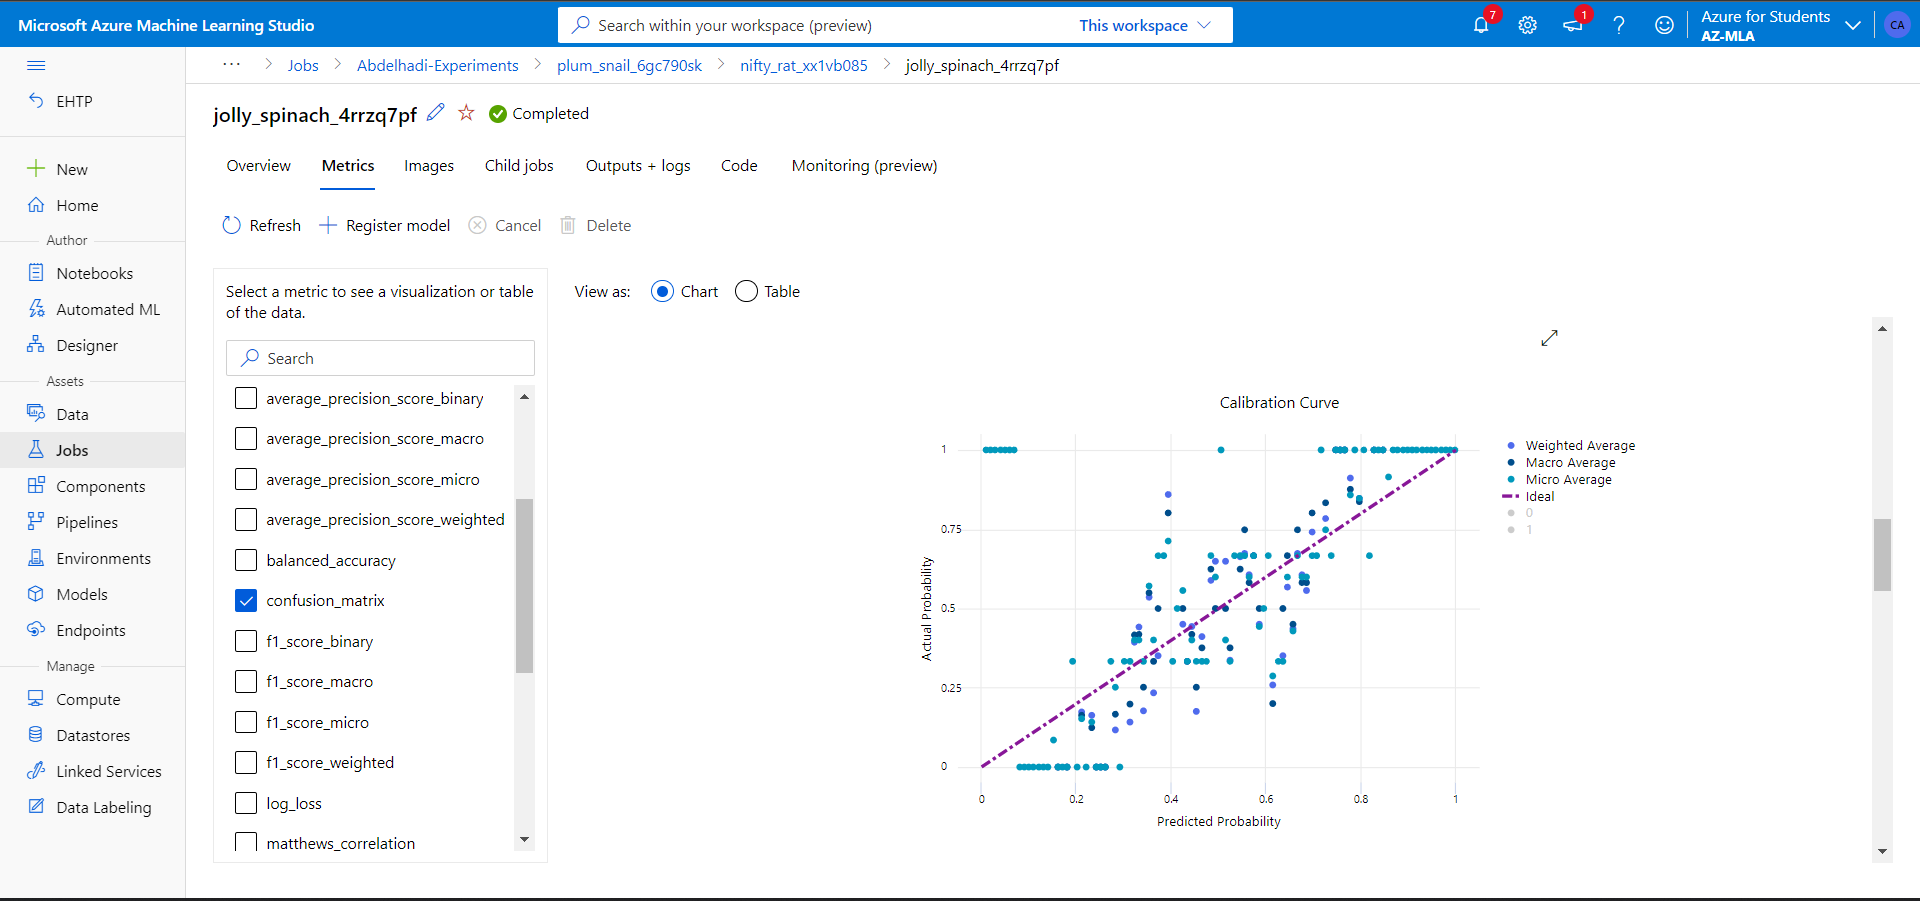 Microsoft Azure Machine Learning Studio
Search within your workspace (preview)
This workspace
7
1
?
Azure for Students
AZ-MLA
CA
EHTP
New
Home
Author
Notebooks
Automated ML
Designer
Assets
Data
Jobs
Components
Pipelines
Environments
Models
Endpoints
Manage
Compute
Datastores
Linked Services
Data Labeling
... > Jobs > Abdelhadi-Experiments > plum_snail_6gc790sk > nifty_rat_xx1vb085 > jolly_spinach_4rrzq7pf
jolly_spinach_4rrzq7pf
Completed
Overview Metrics Images Child jobs Outputs + logs Code Monitoring (preview)
Refresh Register model Cancel Delete
Select a metric to see a visualization or table
of the data.
Search
average_precision_score_binary
average_precision_score_macro
average_precision_score_micro
average_precision_score_weighted
balanced_accuracy
confusion_matrix
f1_score_binary
f1_score_macro
f1_score_micro
f1_score_weighted
log_loss
matthews_correlation
View as: Chart Table
Calibration Curve
1
0.75
0.5
0.25
0
Actual Probability
0 0.2 0.4 0.6 0.8 1
Predicted Probability
Weighted Average
Macro Average
Micro Average
Ideal
0
1